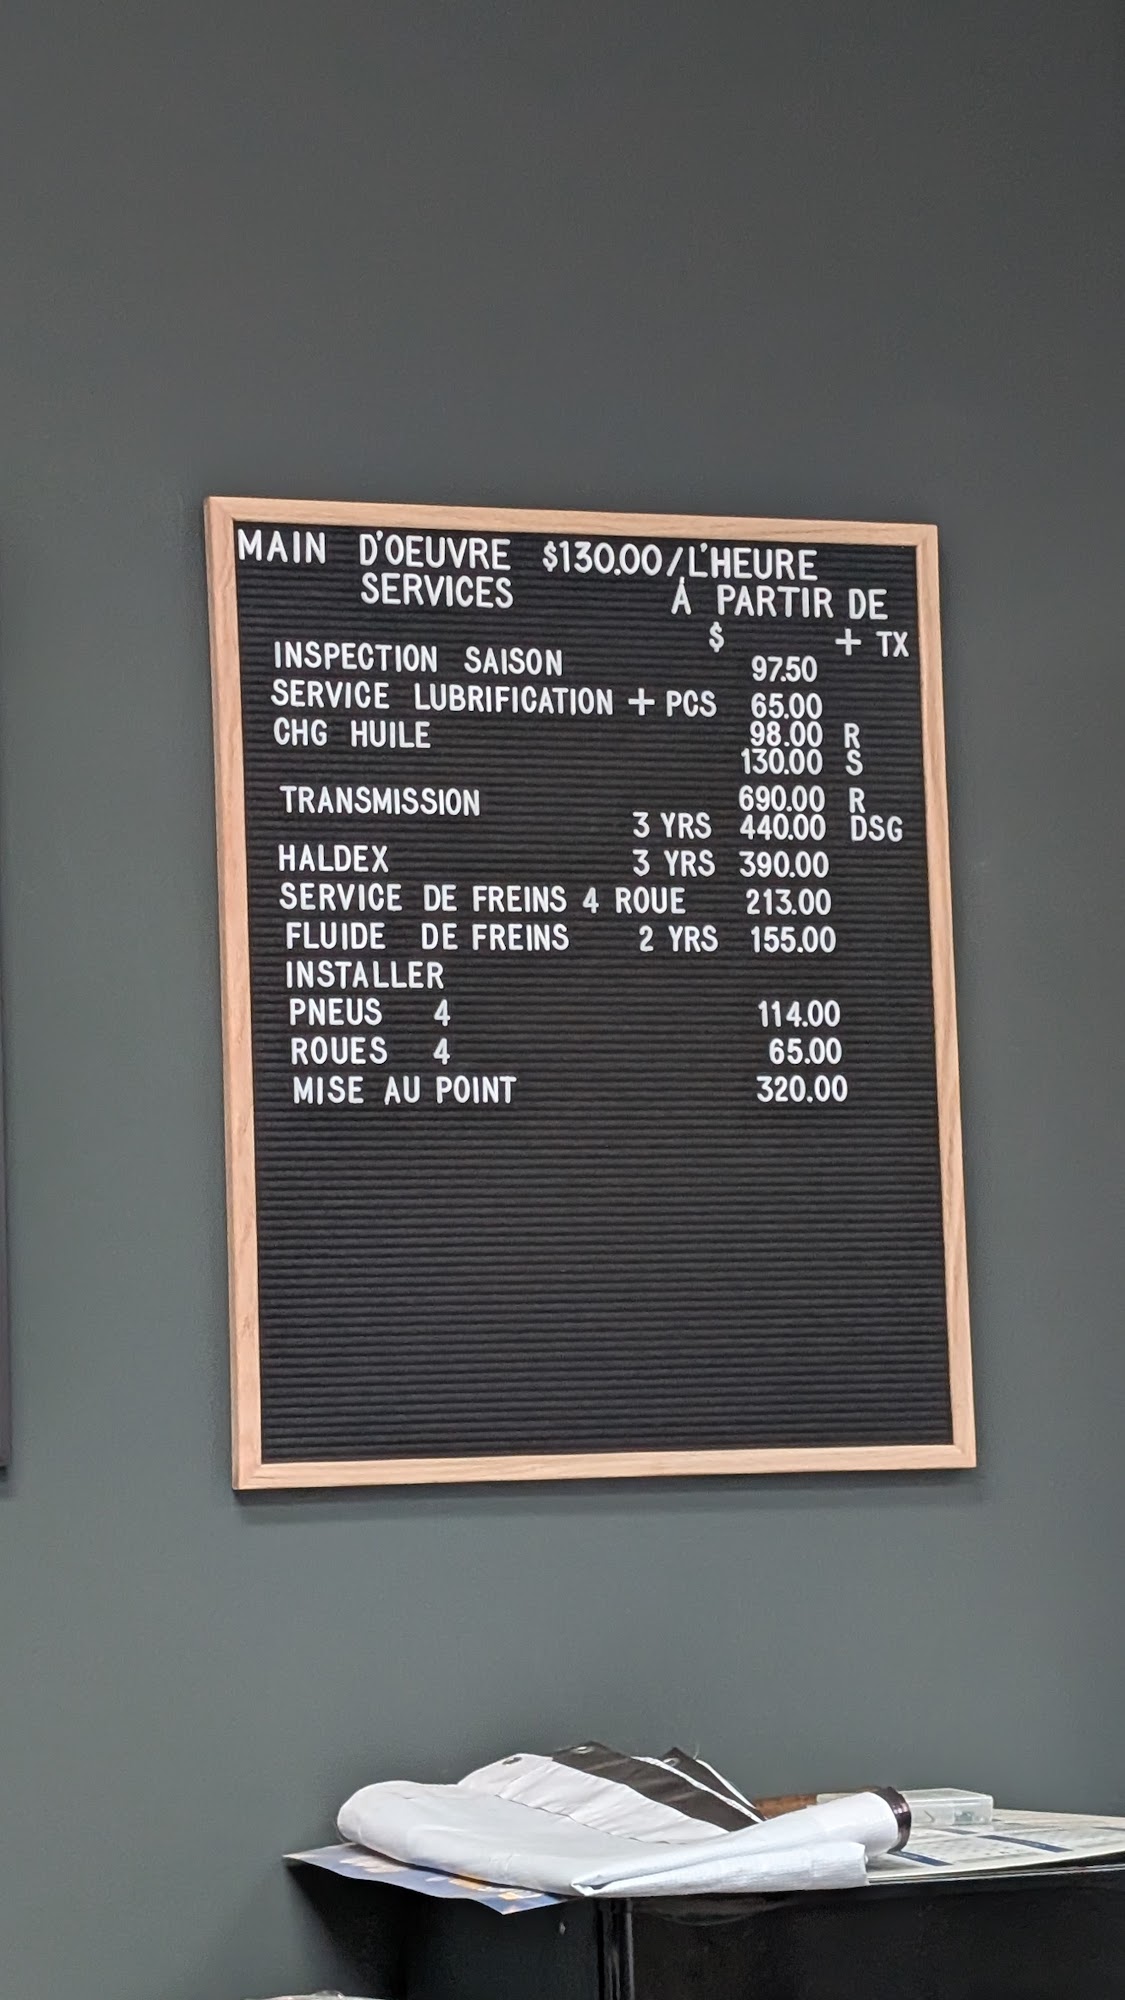 MAIN D'OEUVRE $130.00/L'HEURE
SERVICES À PARTIR DE
$ + TX
INSPECTION SAISON 97.50
SERVICE LUBRIFICATION + PCS 65.00
CHG HUILE 98.00 R
130.00 S
TRANSMISSION 690.00 R
3 YRS 440.00 DSG
HALDEX 3 YRS 390.00
SERVICE DE FREINS 4 ROUE 213.00
FLUIDE DE FREINS 2 YRS 155.00
INSTALLER
PNEUS 4 114.00
ROUES 4 65.00
MISE AU POINT 320.00